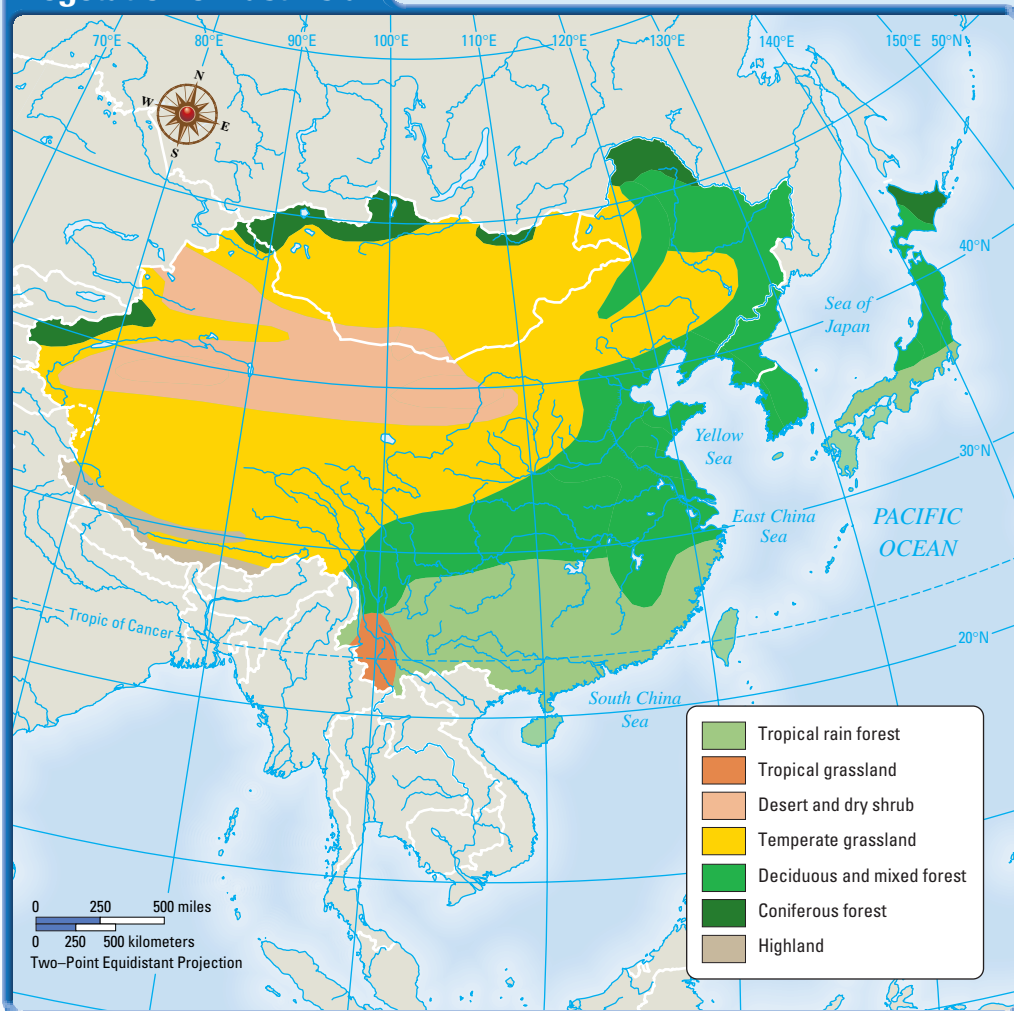 70°E
80°E
90°E
100°E
110°E
120°E
130°E
140°E
150°E
50°N
N
W
E
S
40°N
Sea of
Japan
Yellow
Sea
30°N
East China
Sea
PACIFIC
OCEAN
Tropic of Cancer
20°N
South China
Sea
Tropical rain forest
Tropical grassland
Desert and dry shrub
Temperate grassland
Deciduous and mixed forest
Coniferous forest
Highland
0 250 500 miles
0 250 500 kilometers
Two–Point Equidistant Projection